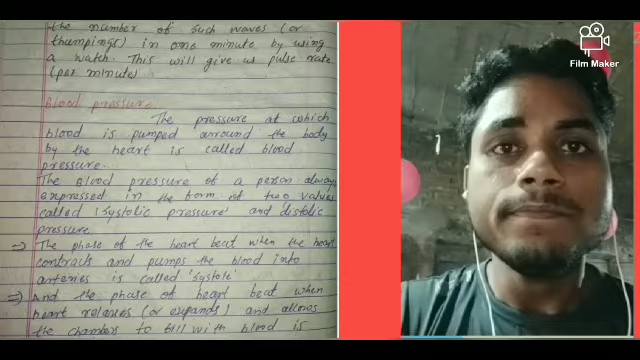 the number of such waves (or
thumpings) in one minute by using
a watch. This will give us pulse rate
(per minute)
Blood pressure
The pressure at which
blood is pumped arround the body
by the heart is called blood
pressure.
The Blood pressure of a person alway
expressed in the form of two values
called 'Systolic pressure' and distolic
pressure
⇒ The phase of the heart beat when the heart
contracts and pumps the blood into
arteries is called 'systole'
⇒ And the phase of heart beat when
heart relaxes (or expands) and allows
the chambers to fill with blood is
Film Maker